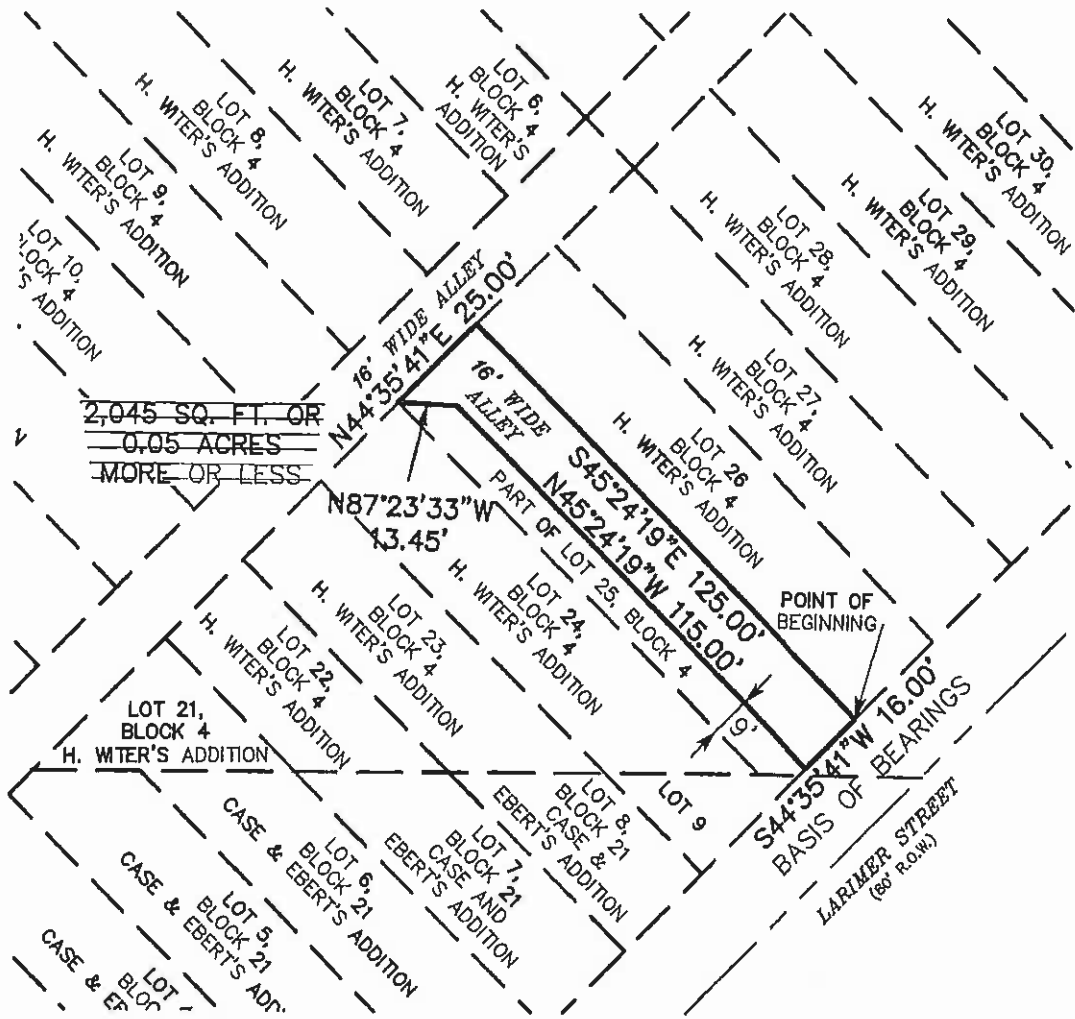 LOT 6,
BLOCK 4
H. WITER'S
ADDITION
LOT 7,
BLOCK 4
H. WITER'S ADDITION
LOT 8,
BLOCK 4
H. WITER'S ADDITION
LOT 9,
BLOCK 4
H. WITER'S ADDITION
LOT 10,
BLOCK 4
'S ADDITION
LOT 30,
BLOCK 4
H. WITER'S ADDITION
LOT 29,
BLOCK 4
H. WITER'S ADDITION
LOT 28,
BLOCK 4
H. WITER'S ADDITION
LOT 27,
BLOCK 4
H. WITER'S ADDITION
LOT 26
BLOCK 4
H. WITER'S ADDITION
16' WIDE ALLEY
N44°35'41"E 25.00'
16' WIDE
ALLEY
S45°24'19"E 125.00'
N45°24'19"W 115.00'
PART OF LOT 25, BLOCK 4
2,045 SQ. FT. OR
0.05 ACRES
MORE OR LESS
N87°23'33"W
13.45'
POINT OF
BEGINNING
9'
S44°35'41"W 16.00'
BASIS OF BEARINGS
LARIMER STREET
(60' R.O.W.)
LOT 24,
BLOCK 4
H. WITER'S ADDITION
LOT 23,
BLOCK 4
H. WITER'S ADDITION
LOT 22,
BLOCK 4
H. WITER'S ADDITION
LOT 21,
BLOCK 4
H. WITER'S ADDITION
LOT 9
LOT 8,
BLOCK 21
CASE &
EBERT'S ADDITION
LOT 7,
BLOCK 21
CASE AND
EBERT'S ADDITION
LOT 6,
BLOCK 21
CASE & EBERT'S ADDITION
LOT 5,
BLOCK 21
CASE & EBERT'S ADD'
LOT
BLOC
CASE & EB